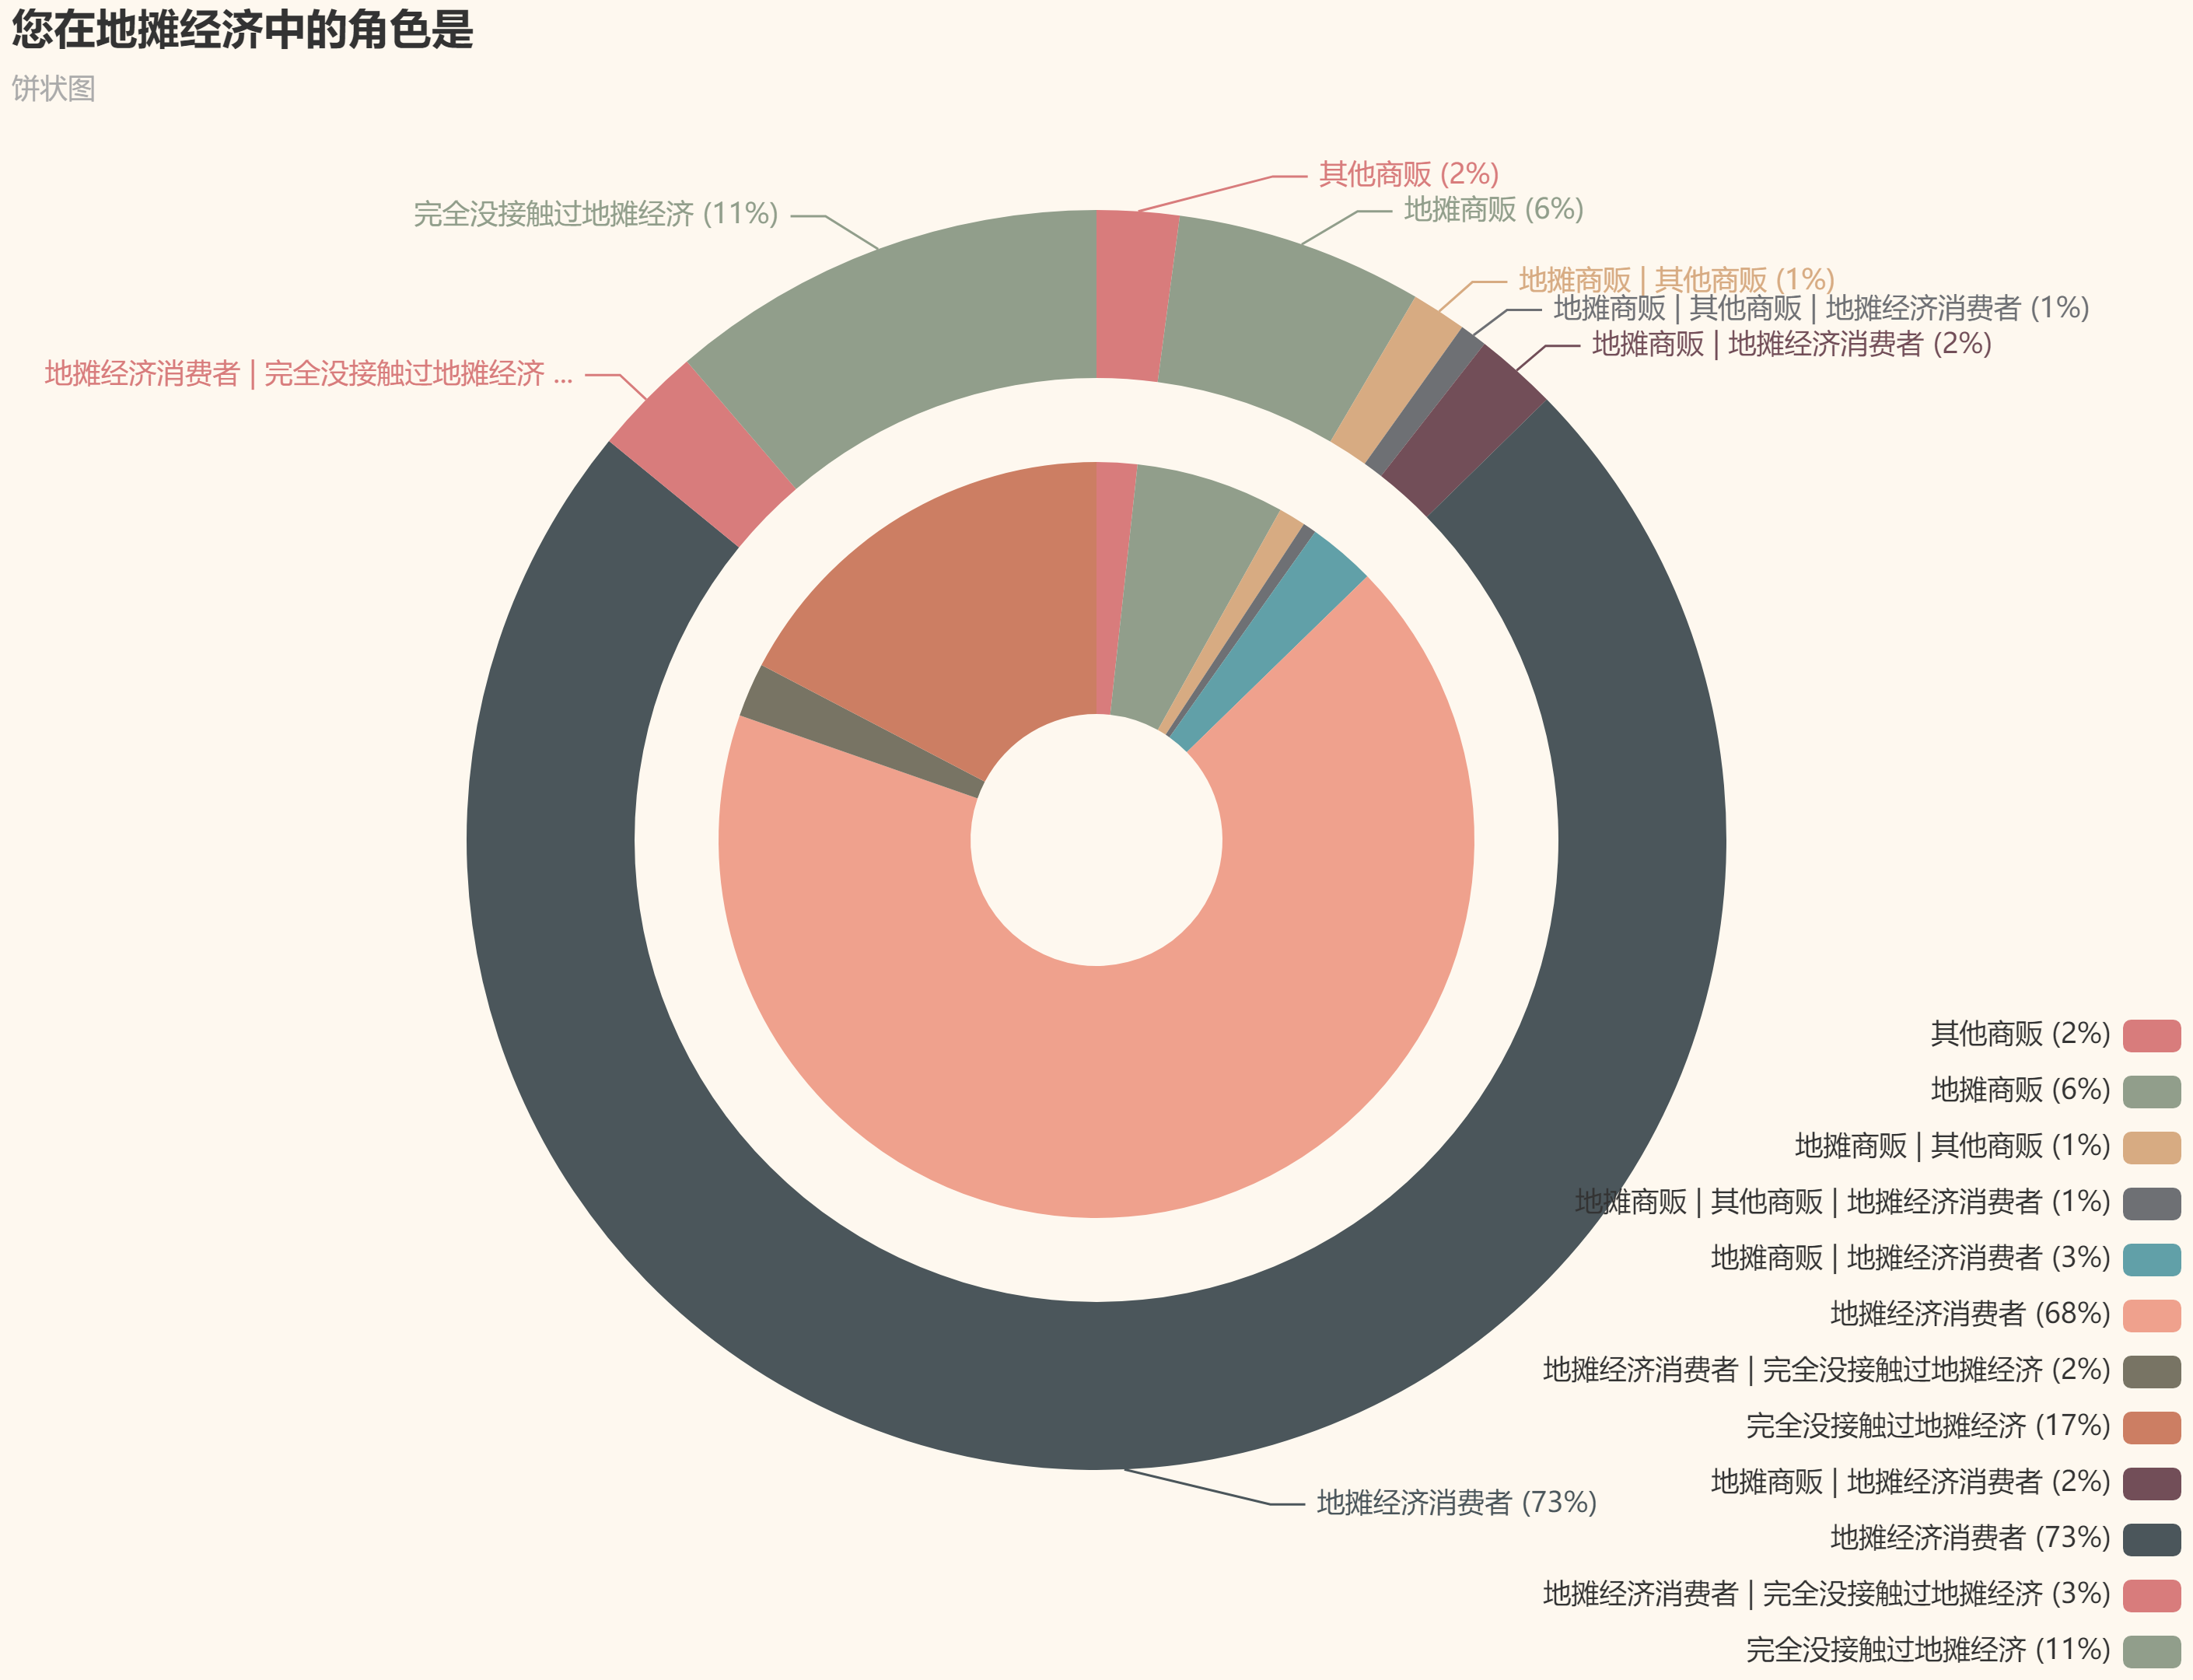 您在地摊经济中的角色是
饼状图
其他商贩 (2%)
完全没接触过地摊经济 (11%)
地摊商贩 (6%)
地摊商贩 | 其他商贩 (1%)
地摊商贩 | 其他商贩 | 地摊经济消费者 (1%)
地摊商贩 | 地摊经济消费者 (2%)
地摊经济消费者 | 完全没接触过地摊经济 ...
其他商贩 (2%)
地摊商贩 (6%)
地摊商贩 | 其他商贩 (1%)
地摊商贩 | 其他商贩 | 地摊经济消费者 (1%)
地摊商贩 | 地摊经济消费者 (3%)
地摊经济消费者 (68%)
地摊经济消费者 | 完全没接触过地摊经济 (2%)
完全没接触过地摊经济 (17%)
地摊商贩 | 地摊经济消费者 (2%)
地摊经济消费者 (73%)
地摊经济消费者 (73%)
地摊经济消费者 | 完全没接触过地摊经济 (3%)
完全没接触过地摊经济 (11%)